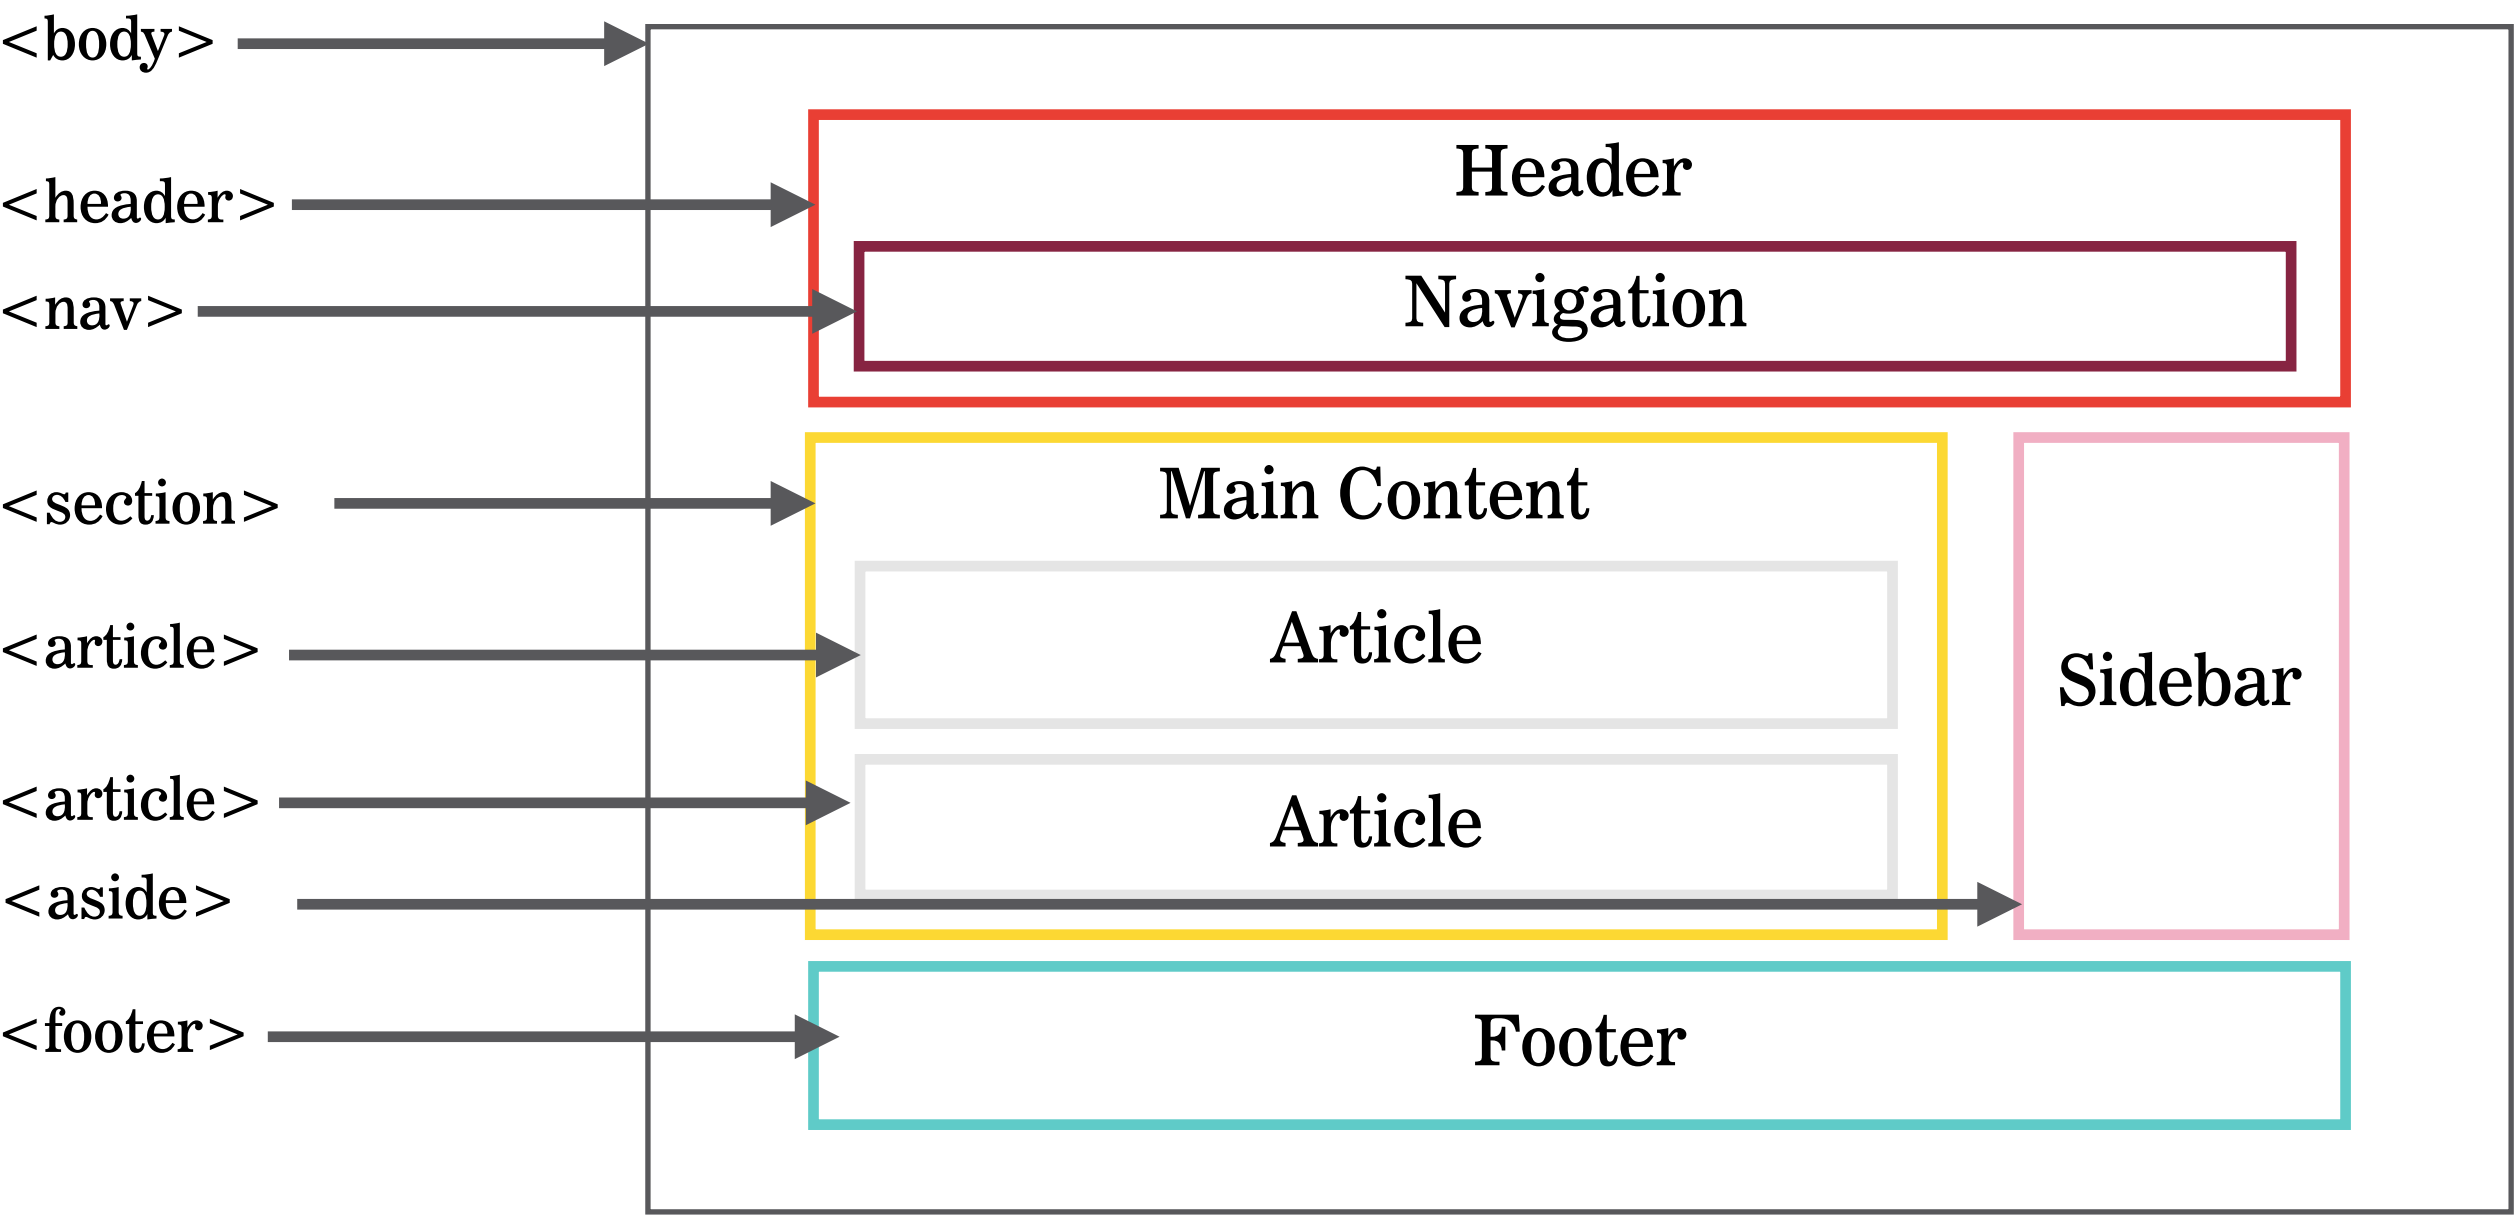 <body>
<header>
Header
<nav>
Navigation
<section>
Main Content
<article>
Article
Sidebar
<article>
Article
<aside>
<footer>
Footer